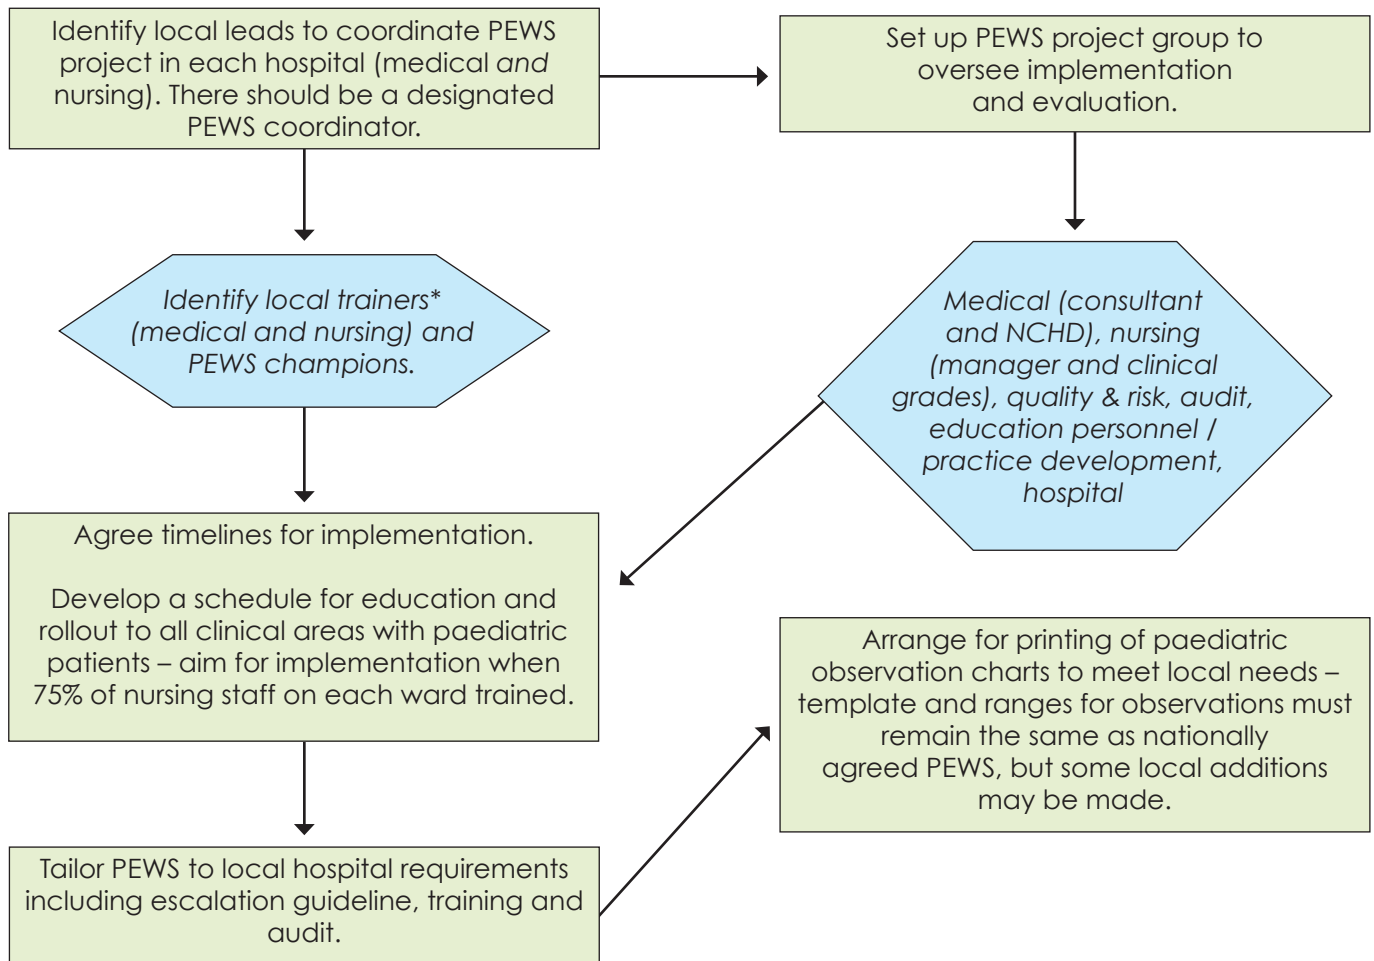 Identify local leads to coordinate PEWS
project in each hospital (medical and
nursing). There should be a designated
PEWS coordinator.
Set up PEWS project group to
oversee implementation
and evaluation.
Identify local trainers*
(medical and nursing) and
PEWS champions.
Medical (consultant
and NCHD), nursing
(manager and clinical
grades), quality & risk, audit,
education personnel /
practice development,
hospital
Agree timelines for implementation.
Develop a schedule for education and
rollout to all clinical areas with paediatric
patients – aim for implementation when
75% of nursing staff on each ward trained.
Arrange for printing of paediatric
observation charts to meet local needs –
template and ranges for observations must
remain the same as nationally
agreed PEWS, but some local additions
may be made.
Tailor PEWS to local hospital requirements
including escalation guideline, training and
audit.